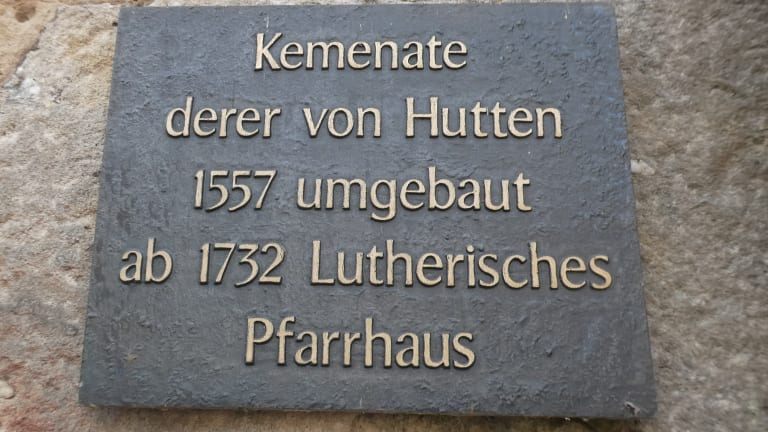 Kemenate
derer von Hutten
1557 umgebaut
ab 1732 Lutherisches
Pfarrhaus